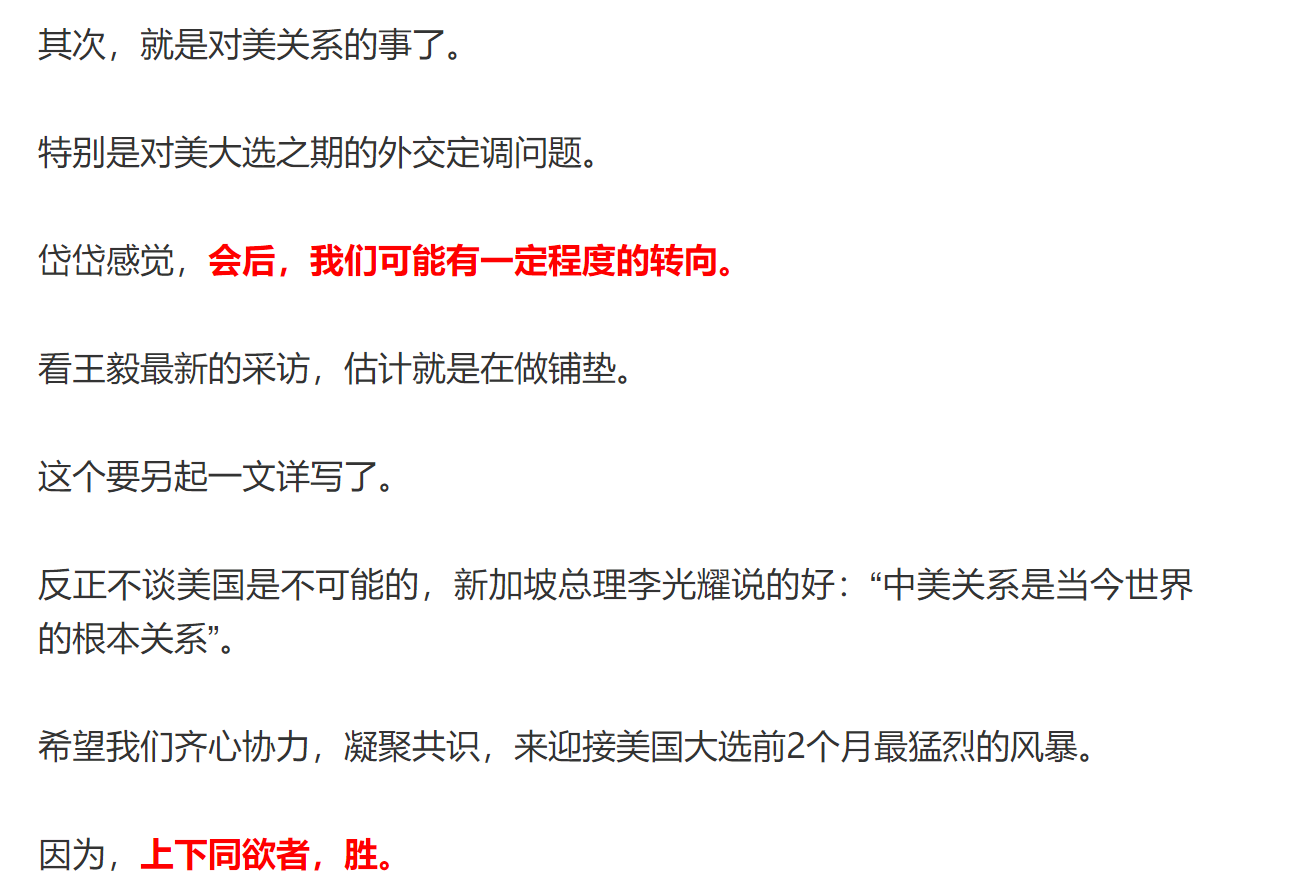 其次，就是对美关系的事了。
特别是对美大选之期的外交定调问题。
岱岱感觉，会后，我们可能有一定程度的转向。
看王毅最新的采访，估计就是在做铺垫。
这个要另起一文详写了。
反正不谈美国是不可能的，新加坡总理李光耀说的好：“中美关系是当今世界
的根本关系”。
希望我们齐心协力，凝聚共识，来迎接美国大选前2个月最猛烈的风暴。
因为，上下同欲者，胜。